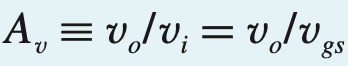 A_v ≡ v_o/v_i = v_o/v_gs